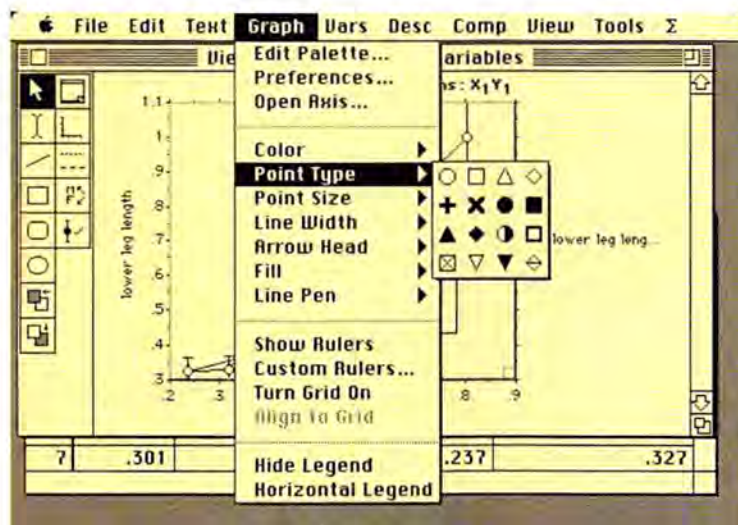 File Edit Text Graph Vars Desc Comp View Tools Σ
Vie
ariables
ns: X₁Y₁
Edit Palette...
Preferences...
Open Axis...
Color
Point Type
Point Size
Line Width
Arrow Head
Fill
Line Pen
Show Rulers
Custom Rulers...
Turn Grid On
Align to Grid
Hide Legend
Horizontal Legend
lower leg length
1.1
1
.9
.8
.7
.6
.5
.4
.3
.2 .3 .8 .9
lower leg leng...
7 .301 .237 .327